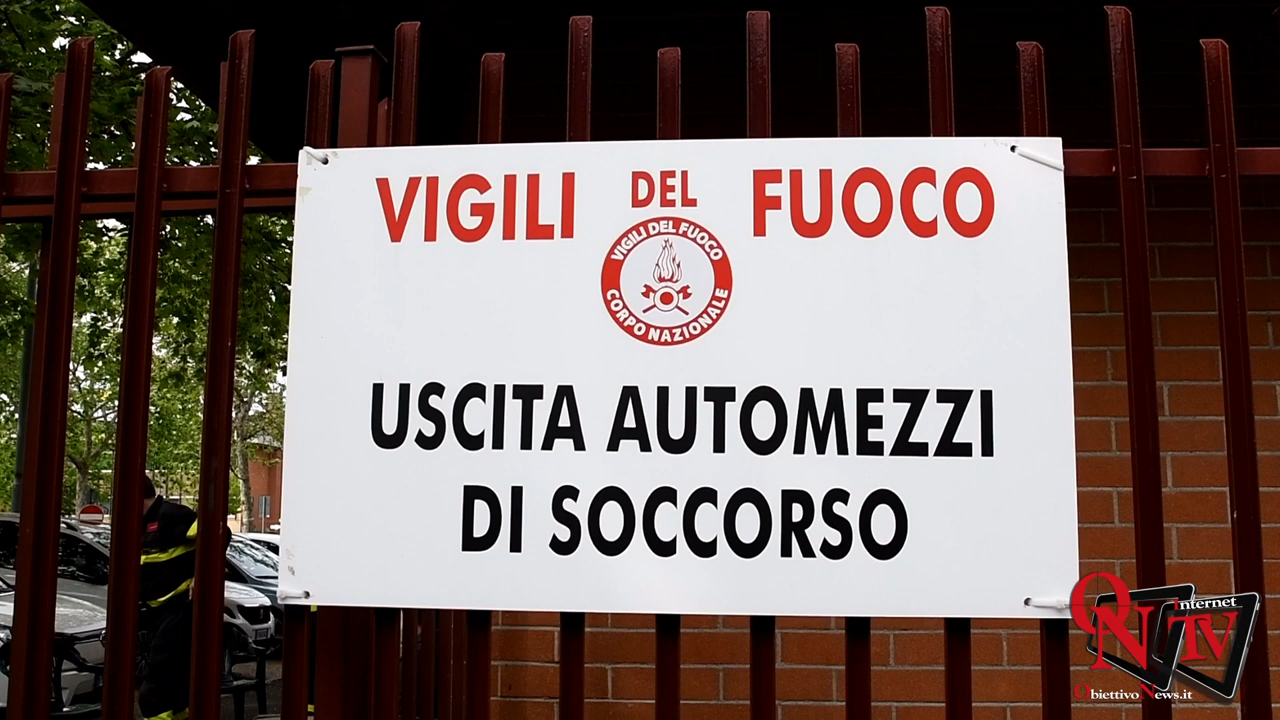 VIGILI DEL FUOCO
VIGILI DEL FUOCO
CORPO NAZIONALE
USCITA AUTOMEZZI
DI SOCCORSO
Internet
ONTV
ObiettivoNews.it